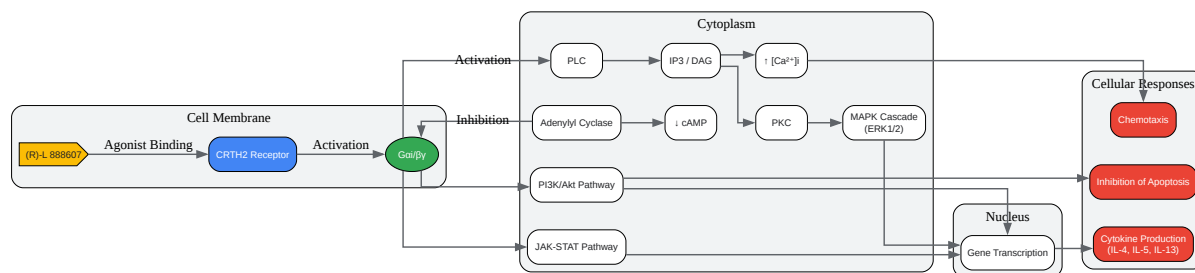 Cytoplasm
Activation
PLC
IP3 / DAG
↑ [Ca²⁺]i
Cellular Responses
Chemotaxis
Cell Membrane
Inhibition
Adenylyl Cyclase
↓ cAMP
PKC
MAPK Cascade
(ERK1/2)
(R)-L 888607
Agonist Binding
CRTH2 Receptor
Activation
Gαi/βγ
PI3K/Akt Pathway
Inhibition of Apoptosis
Nucleus
JAK-STAT Pathway
Gene Transcription
Cytokine Production
(IL-4, IL-5, IL-13)